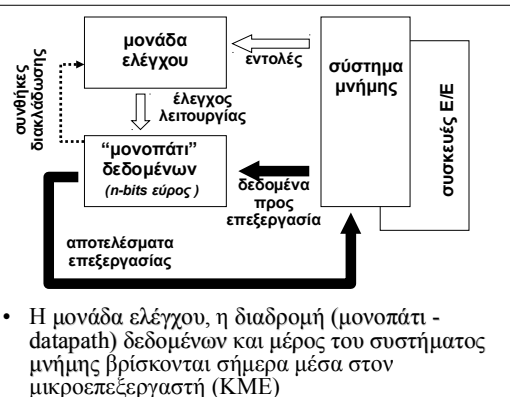 μονάδα
ελέγχου
εντολές
σύστημα
μνήμης
συσκευές Ε/Ε
συνθήκες
διακλάδωσης
έλεγχος
λειτουργίας
“μονοπάτι”
δεδομένων
(n-bits εύρος )
δεδομένα
προς
επεξεργασία
αποτελέσματα
επεξεργασίας
• Η μονάδα ελέγχου, η διαδρομή (μονοπάτι -
datapath) δεδομένων και μέρος του συστήματος
μνήμης βρίσκονται σήμερα μέσα στον
μικροεπεξεργαστή (ΚΜΕ)